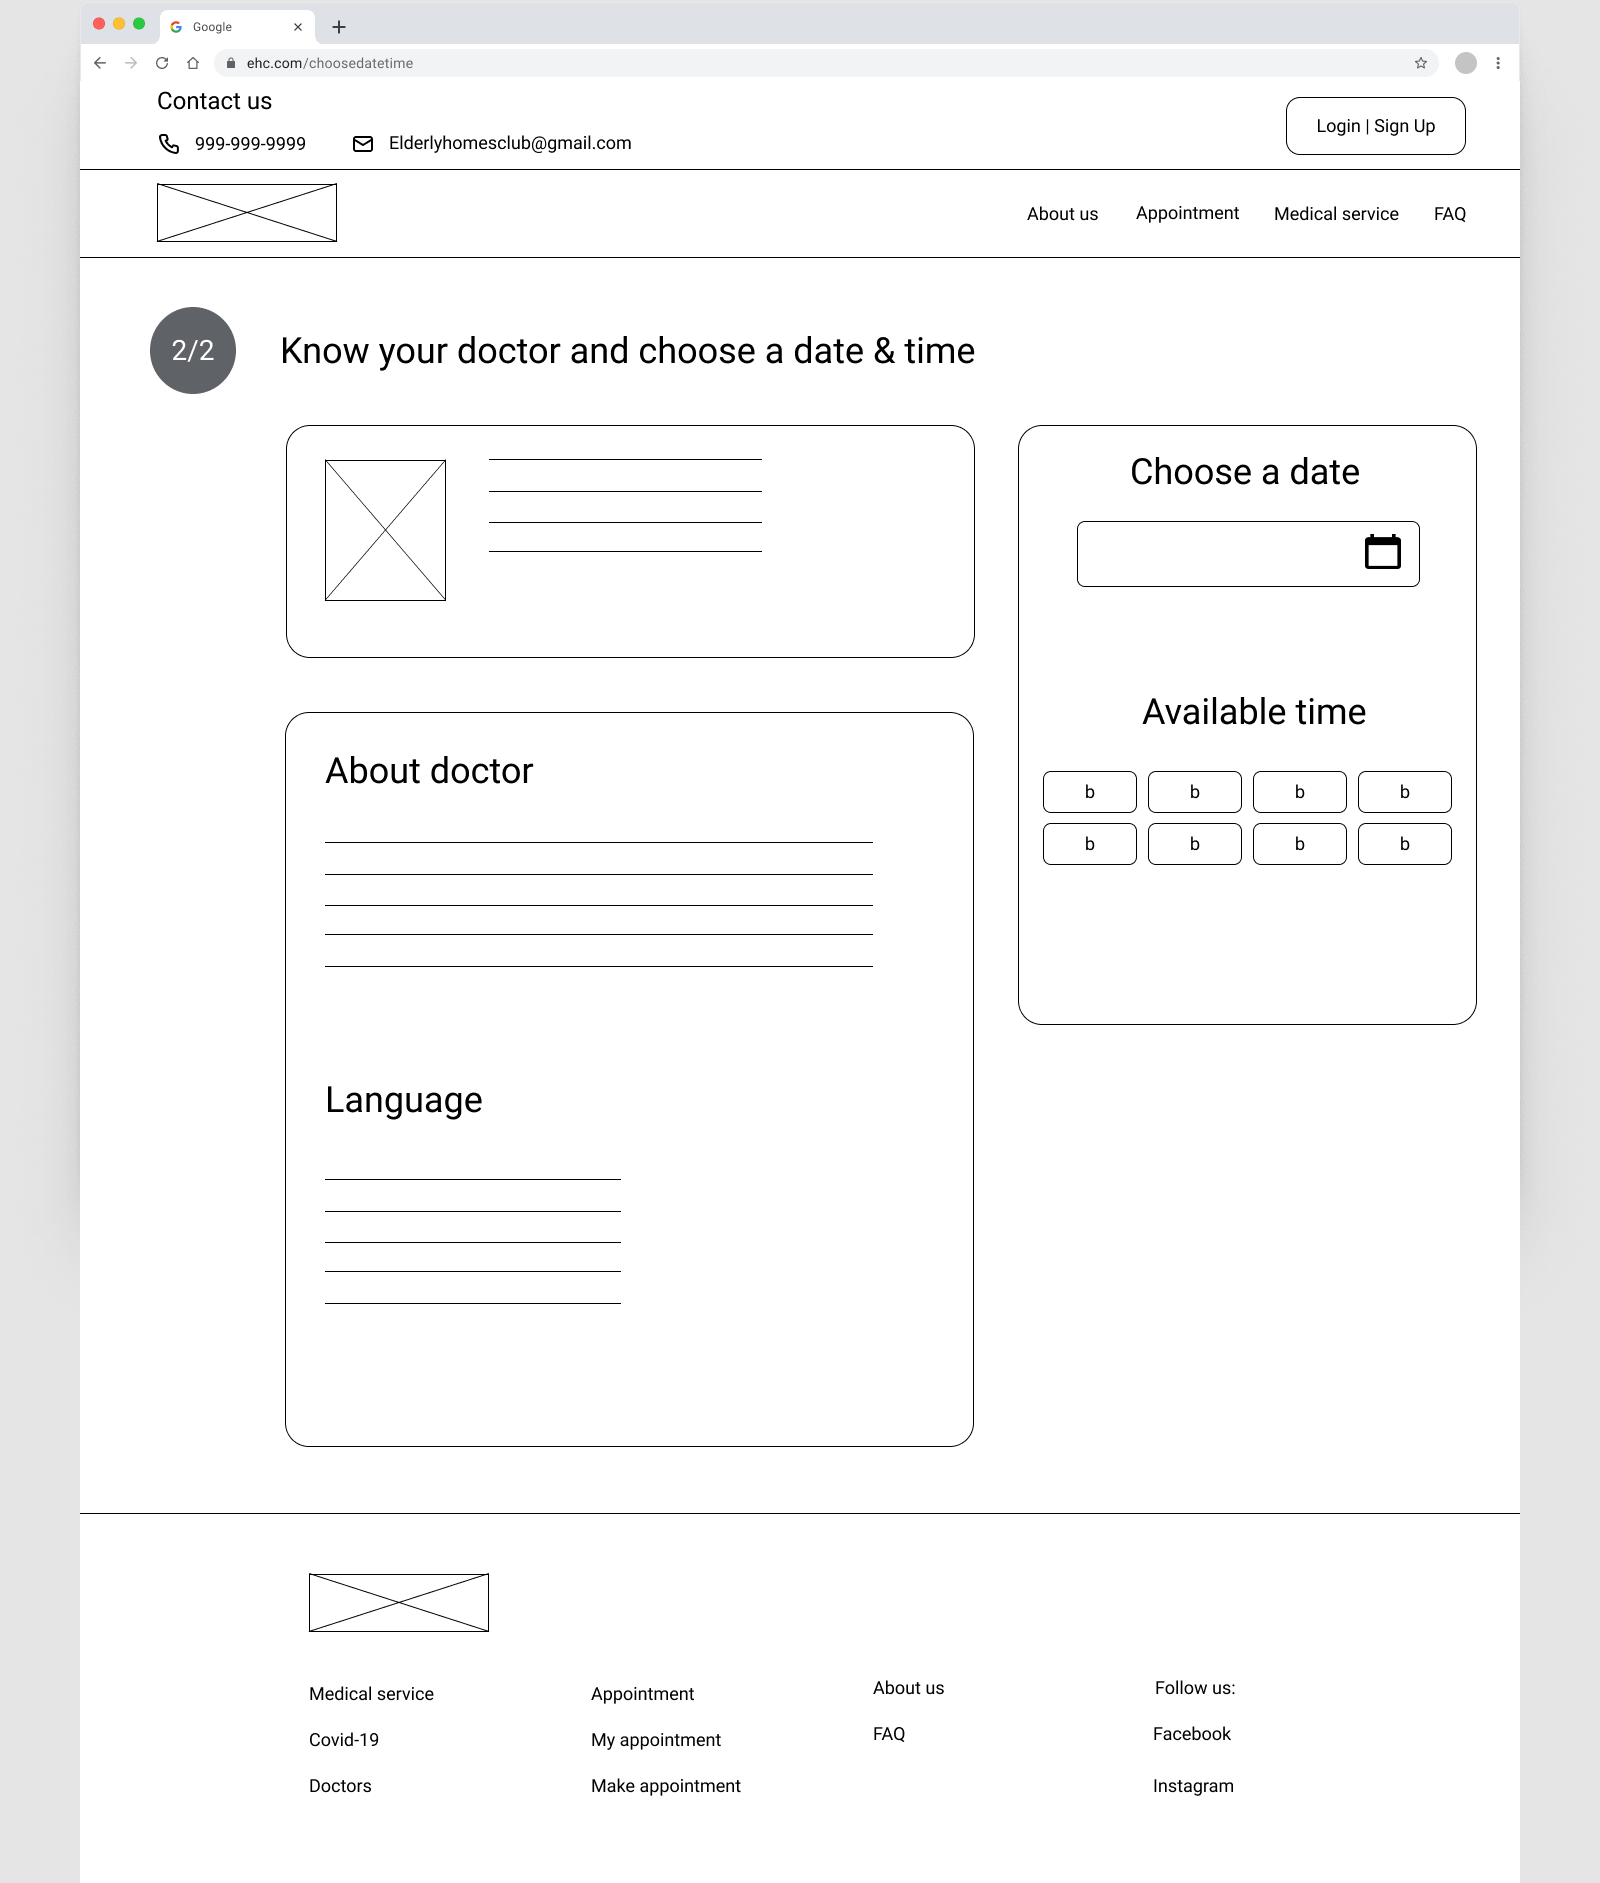 Google
ehc.com/choosedatetime
Contact us
999-999-9999
Elderlyhomesclub@gmail.com
Login | Sign Up
About us
Appointment
Medical service
FAQ
2/2
Know your doctor and choose a date & time
Choose a date
Available time
b b b b
b b b b
About doctor
Language
Medical service
Covid-19
Doctors
Appointment
My appointment
Make appointment
About us
FAQ
Follow us:
Facebook
Instagram